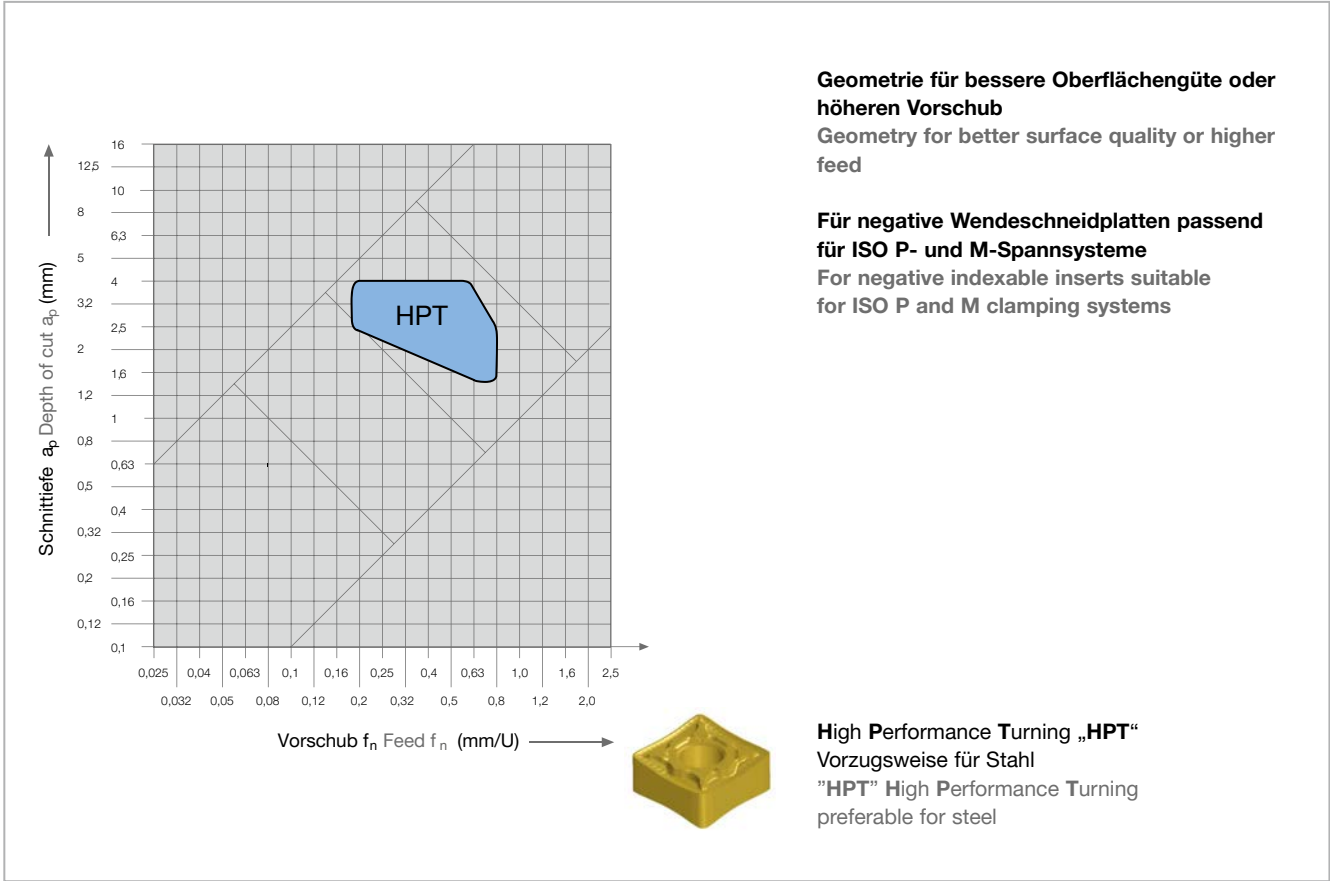 Geometrie für bessere Oberflächengüte oder
höheren Vorschub
Geometry for better surface quality or higher
feed
Für negative Wendeschneidplatten passend
für ISO P- und M-Spannsysteme
For negative indexable inserts suitable
for ISO P and M clamping systems
Schnittiefe ap Depth of cut ap (mm)
16
12,5
10
8
6,3
5
4
3,2
2,5
2
1,6
1,2
1
0,8
0,63
0,5
0,4
0,32
0,25
0,2
0,16
0,12
0,1
HPT
0,025 0,04 0,063 0,1 0,16 0,25 0,4 0,63 1,0 1,6 2,5
0,032 0,05 0,08 0,12 0,2 0,32 0,5 0,8 1,2 2,0
Vorschub fn Feed fn (mm/U)
High Performance Turning „HPT“
Vorzugsweise für Stahl
”HPT” High Performance Turning
preferable for steel